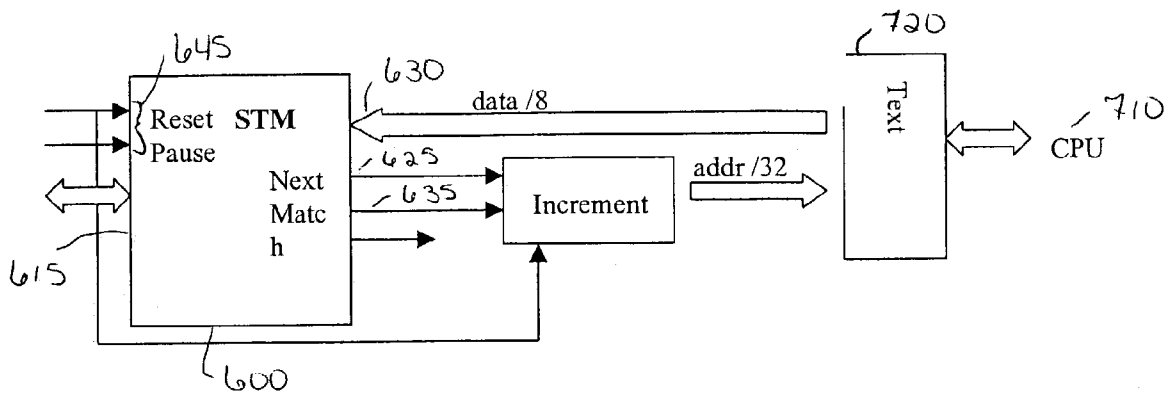 645
720
630
data /8
Text
710
Reset STM
Pause
CPU
625
Next
addr /32
635
Matc
Increment
h
615
600